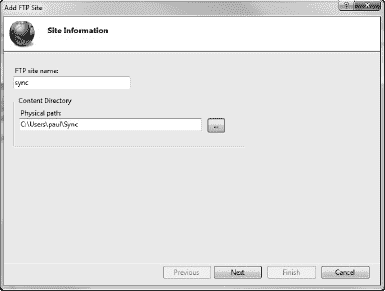 Add FTP Site
Site Information
FTP site name:
sync
Content Directory
Physical path:
C:\Users\paul\Sync
...
Previous
Next
Finish
Cancel